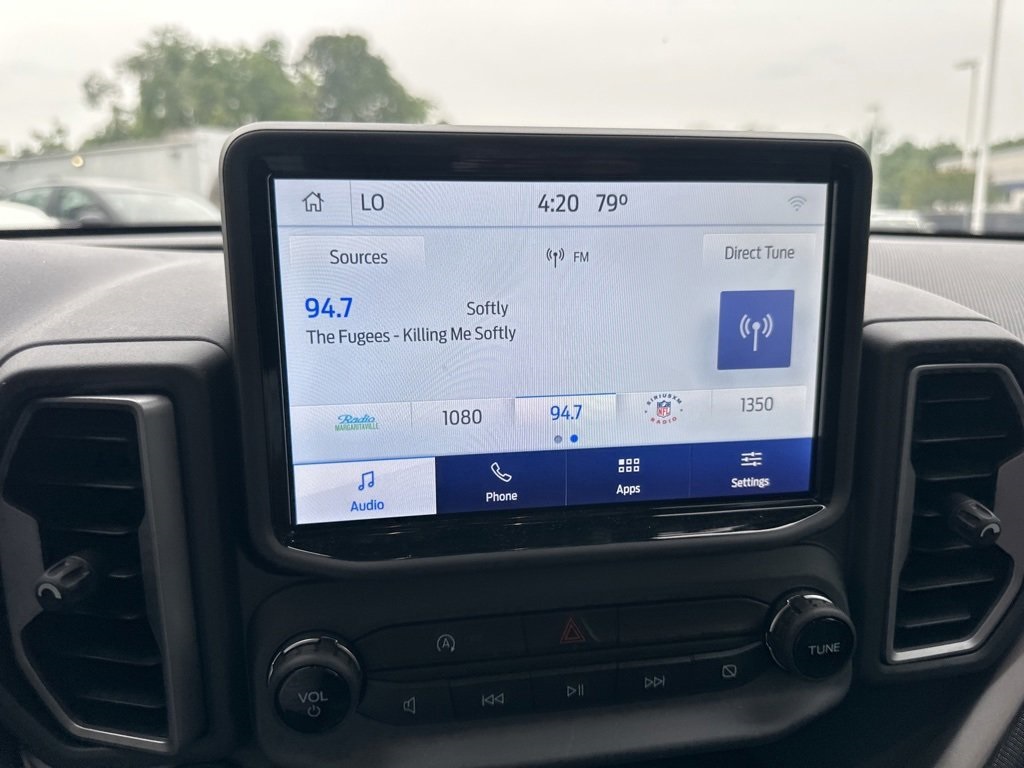 LO 4:20 79°
Sources FM Direct Tune
94.7 Softly
The Fugees - Killing Me Softly
Radio MARGARITAVILLE 1080 94.7 SIRIUSXM NFL RADIO 1350
Audio Phone Apps Settings
A
VOL TUNE